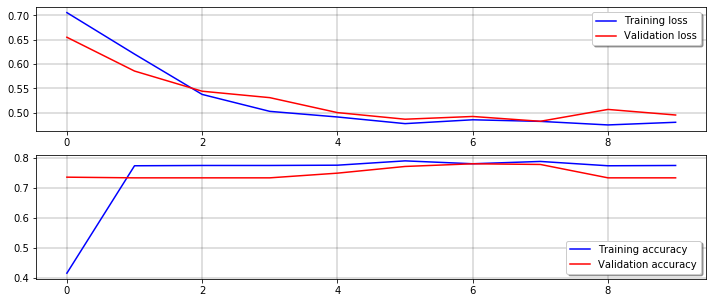 0.70
0.65
0.60
0.55
0.50
Training loss
Validation loss
0 2 4 6 8
0.8
0.7
0.6
0.5
0.4
Training accuracy
Validation accuracy
0 2 4 6 8